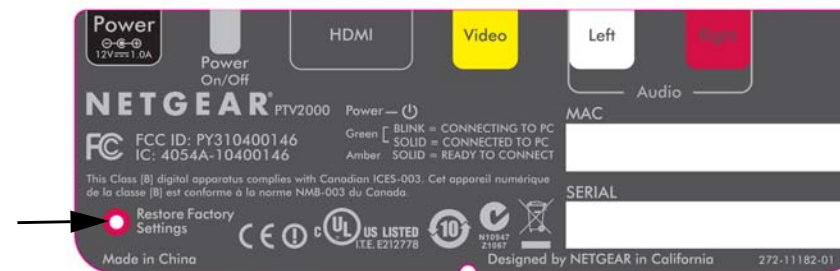 Power
12V⎓1.0A
Power
On/Off
HDMI
Video
Left
Right
Audio
NETGEAR® PTV2000
Power —
Green [ BLINK = CONNECTING TO PC
SOLID = CONNECTED TO PC
Amber SOLID = READY TO CONNECT
MAC
FC FCC ID: PY310400146
IC: 4054A-10400146
This Class [B] digital apparatus complies with Canadian ICES-003. Cet appareil numérique
de la classe [B] est conforme à la norme NMB-003 du Canada.
SERIAL
Restore Factory
Settings
CE
c UL US LISTED
I.T.E. E212778
10
N10947
Z1067
Made in China
Designed by NETGEAR in California
272-11182-01